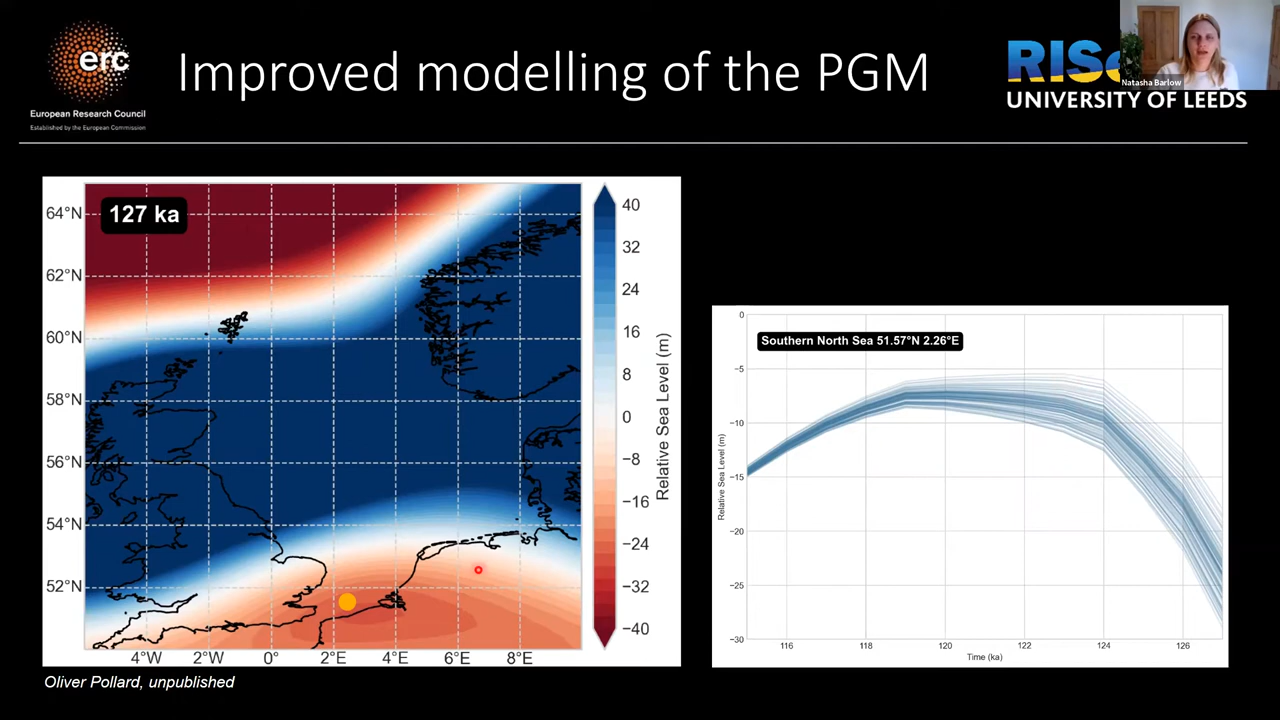 erc
European Research Council
Established by the European Commission
Improved modelling of the PGM
RISe
UNIVERSITY OF LEEDS
Natasha Barlow
127 ka
64°N
62°N
60°N
58°N
56°N
54°N
52°N
4°W
2°W
0°
2°E
4°E
6°E
8°E
40
32
24
16
8
0
−8
−16
−24
−32
−40
Relative Sea Level (m)
Southern North Sea 51.57°N 2.26°E
0
−5
−10
−15
−20
−25
−30
Relative Sea Level (m)
116
118
120
122
124
126
Time (ka)
Oliver Pollard, unpublished